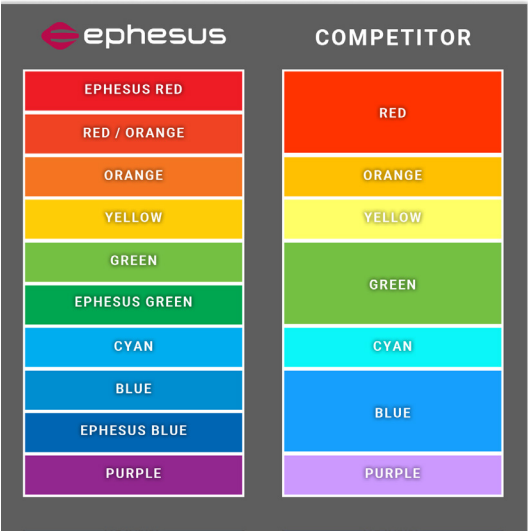 ephesus
EPHESUS RED
RED / ORANGE
ORANGE
YELLOW
GREEN
EPHESUS GREEN
CYAN
BLUE
EPHESUS BLUE
PURPLE
COMPETITOR
RED
ORANGE
YELLOW
GREEN
CYAN
BLUE
PURPLE